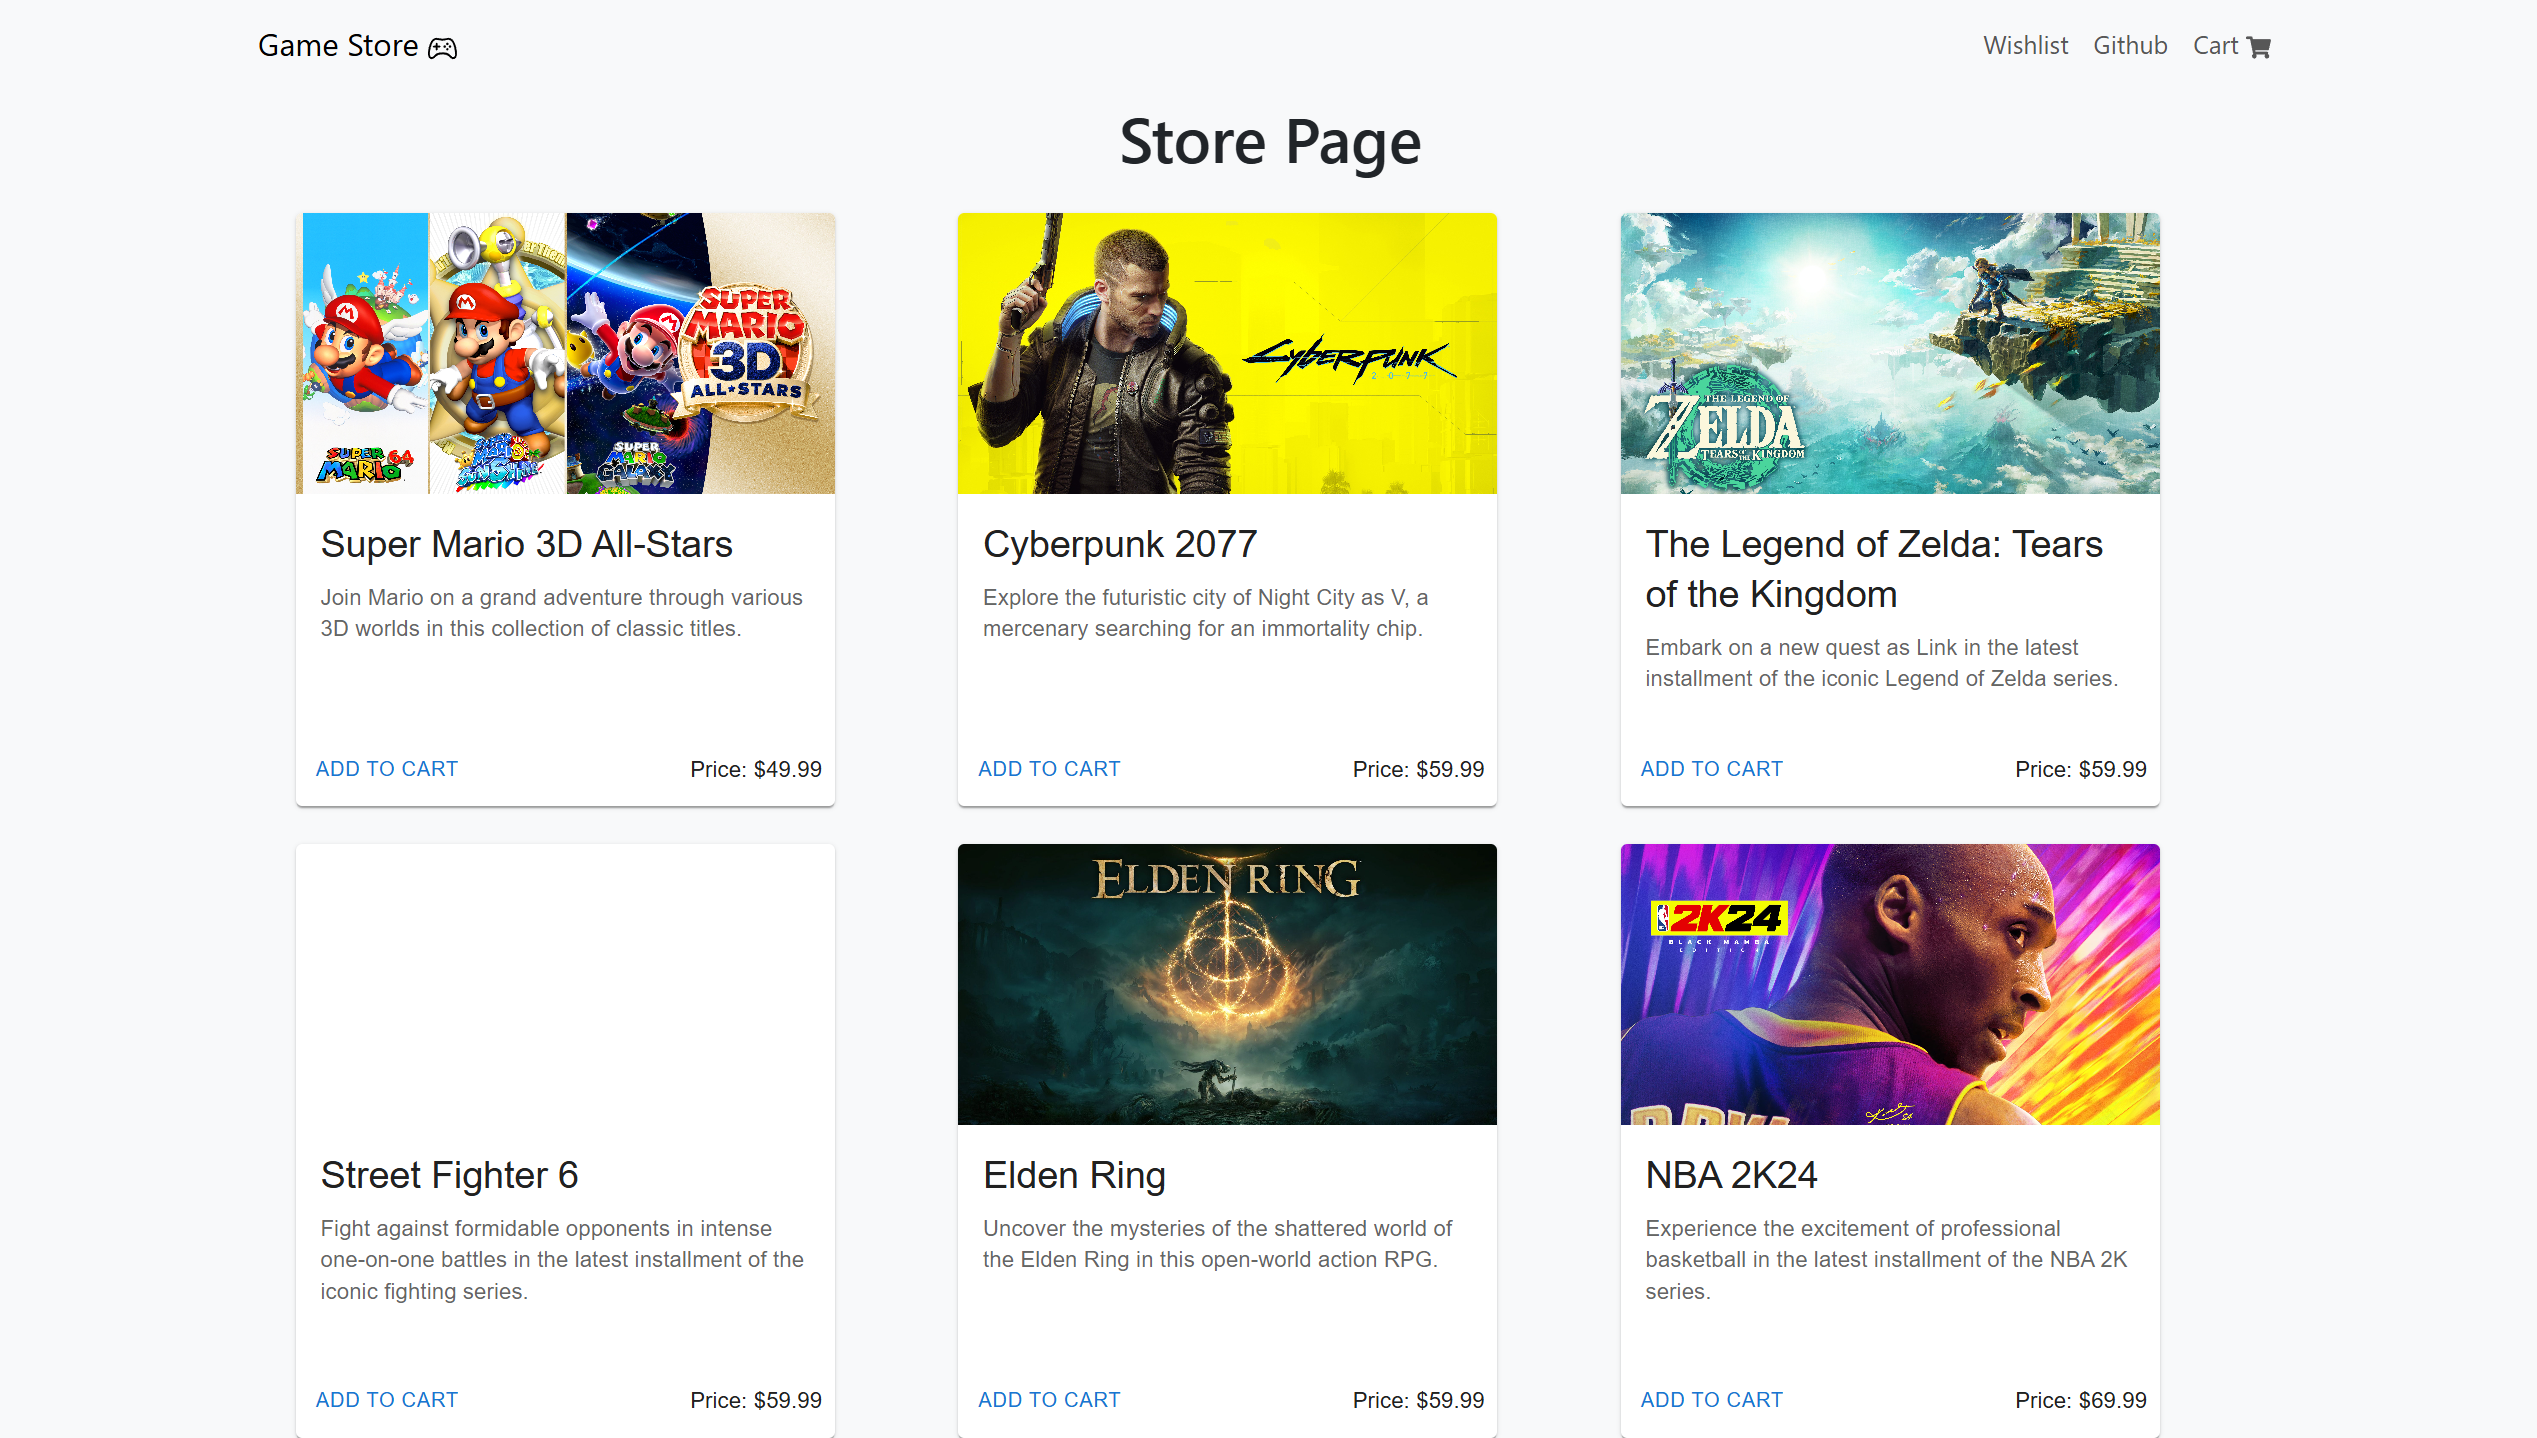 Game Store
Wishlist Github Cart
Store Page
SUPER MARIO 64
SUPER MARIO SUNSHINE
SUPER MARIO GALAXY
SUPER MARIO 3D ALL★STARS
Super Mario 3D All-Stars
Join Mario on a grand adventure through various
3D worlds in this collection of classic titles.
ADD TO CART
Price: $49.99
CYBERPUNK
2077
Cyberpunk 2077
Explore the futuristic city of Night City as V, a
mercenary searching for an immortality chip.
ADD TO CART
Price: $59.99
THE LEGEND OF
ZELDA
TEARS OF THE KINGDOM
The Legend of Zelda: Tears
of the Kingdom
Embark on a new quest as Link in the latest
installment of the iconic Legend of Zelda series.
ADD TO CART
Price: $59.99
Street Fighter 6
Fight against formidable opponents in intense
one-on-one battles in the latest installment of the
iconic fighting series.
ADD TO CART
Price: $59.99
ELDEN RING
Elden Ring
Uncover the mysteries of the shattered world of
the Elden Ring in this open-world action RPG.
ADD TO CART
Price: $59.99
2K24
BLACK MAMBA
EDITION
NBA 2K24
Experience the excitement of professional
basketball in the latest installment of the NBA 2K
series.
ADD TO CART
Price: $69.99